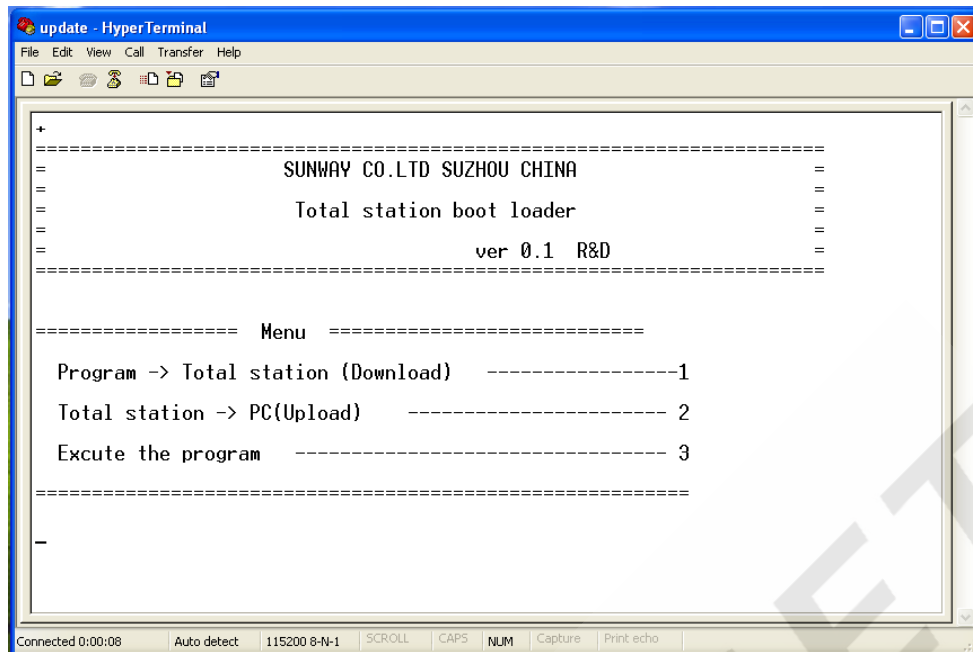 update - HyperTerminal
File Edit View Call Transfer Help
+
======================================================================
= SUNWAY CO.LTD SUZHOU CHINA =
= =
= Total station boot loader =
= =
= ver 0.1 R&D =
======================================================================
================== Menu ============================
Program -> Total station (Download) -----------------1
Total station -> PC(Upload) ----------------------- 2
Excute the program --------------------------------- 3
==========================================================
_
Connected 0:00:08 Auto detect 115200 8-N-1 SCROLL CAPS NUM Capture Print echo